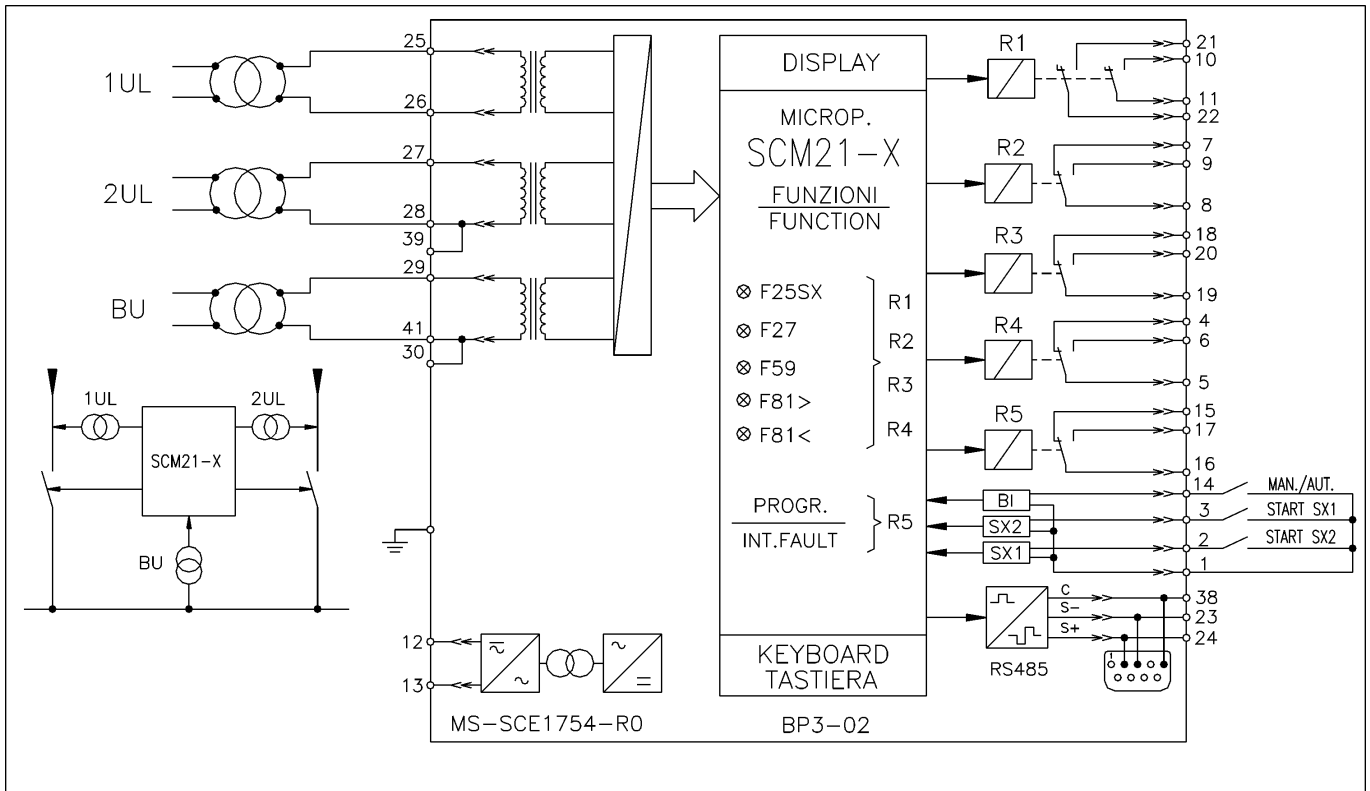 1UL
2UL
BU
25
26
27
28
39
29
41
30
1UL
2UL
SCM21-X
BU
12
13
MS-SCE1754-R0
BP3-02
DISPLAY
MICROP.
SCM21-X
FUNZIONI
FUNCTION
F25SX
F27
F59
F81>
F81<
R1
R2
R3
R4
PROGR.
INT.FAULT
R5
KEYBOARD
TASTIERA
R1
21
10
11
22
R2
7
9
8
R3
18
20
19
R4
4
6
5
R5
15
17
16
BI
14
MAN./AUT.
SX2
3
START SX1
SX1
2
START SX2
1
C
38
S-
23
S+
24
RS485
1